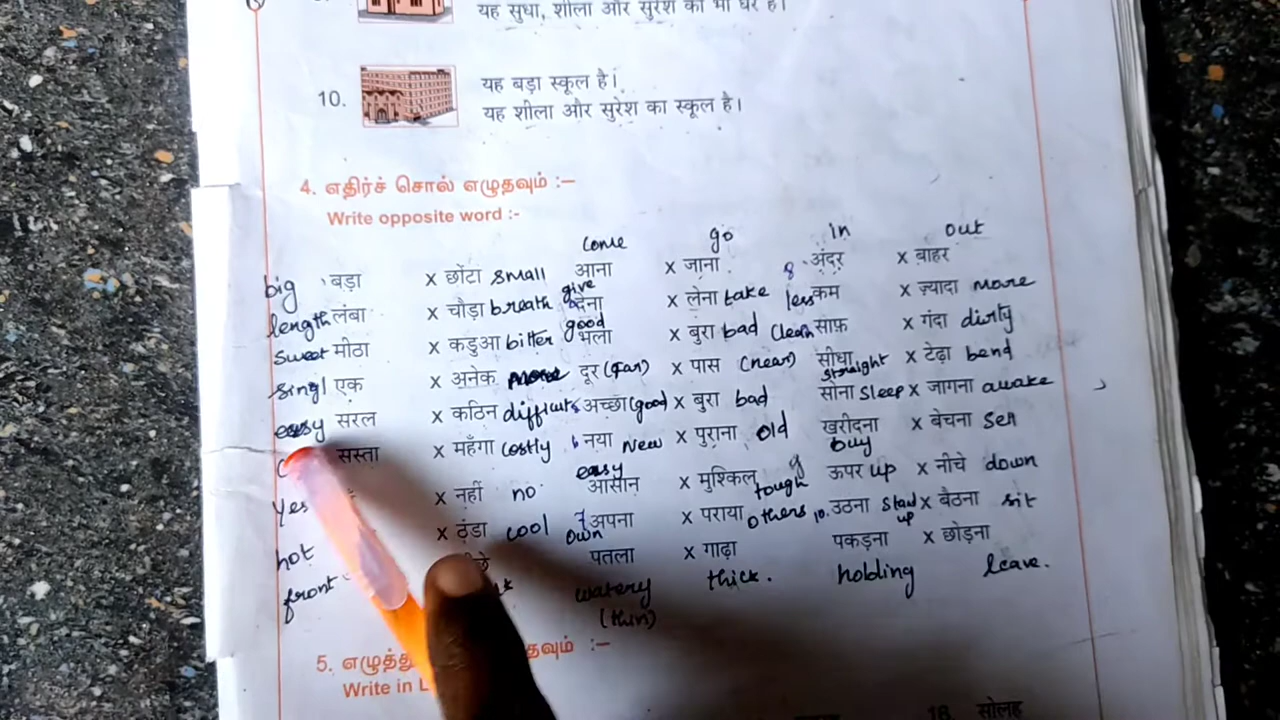 यह सुधा, शीला और सुरेश का भी घर है।
10. यह बड़ा स्कूल है।
यह शीला और सुरेश का स्कूल है।
4. எதிர்ச் சொல் எழுதவும் :–
Write opposite word :-
come go in out
big बड़ा x छोंटा small आना x जाना 8. अंदर x बाहर
length लंबा x चौड़ा breath give देना x लेना take less कम x ज़्यादा more
sweet मीठा x कडुआ bitter good भला x बुरा bad clean साफ़ x गंदा dirty
singl एक x अनेक more दूर (far) x पास (near) सीधा straight x टेढ़ा bend
easy सरल x कठिन difficult अच्छा (good x बुरा bad सोना sleep x जागना awake
सस्ता x महँगा costly नया new x पुराना old खरीदना buy x बेचना sell
yes x नहीं no easy आसान x मुश्किल tough ऊपर up x नीचे down
hot x ठंडा cool 7 अपना own x पराया others 10. उठना stand up x बैठना sit
front पतला x गाढ़ा पकड़ना x छोड़ना
watery thick. holding leave.
(thin)
5. :–
Write in
18. सोलह